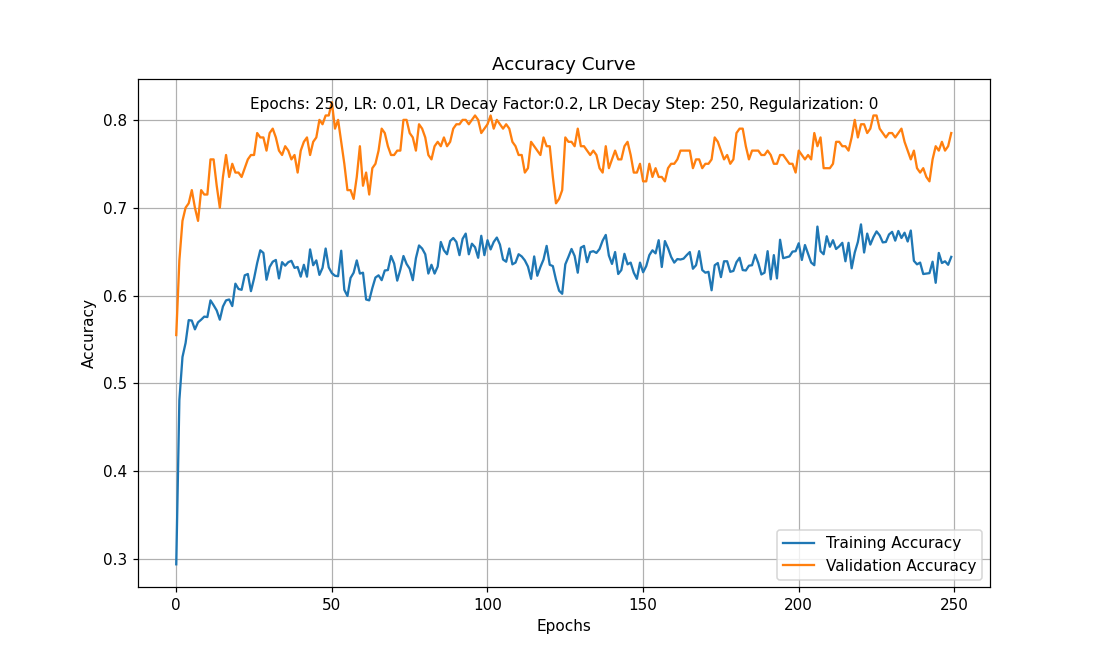 Accuracy Curve
Epochs: 250, LR: 0.01, LR Decay Factor:0.2, LR Decay Step: 250, Regularization: 0
0.8
0.7
0.6
0.5
0.4
0.3
Accuracy
Training Accuracy
Validation Accuracy
0 50 100 150 200 250
Epochs